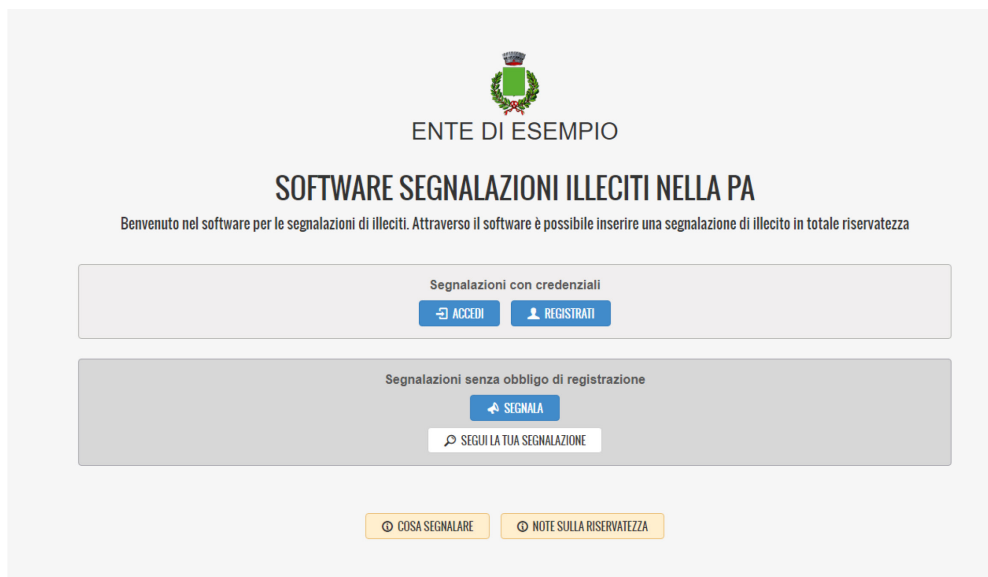 ENTE DI ESEMPIO
SOFTWARE SEGNALAZIONI ILLECITI NELLA PA
Benvenuto nel software per le segnalazioni di illeciti. Attraverso il software è possibile inserire una segnalazione di illecito in totale riservatezza
Segnalazioni con credenziali
ACCEDI REGISTRATI
Segnalazioni senza obbligo di registrazione
SEGNALA
SEGUI LA TUA SEGNALAZIONE
COSA SEGNALARE NOTE SULLA RISERVATEZZA